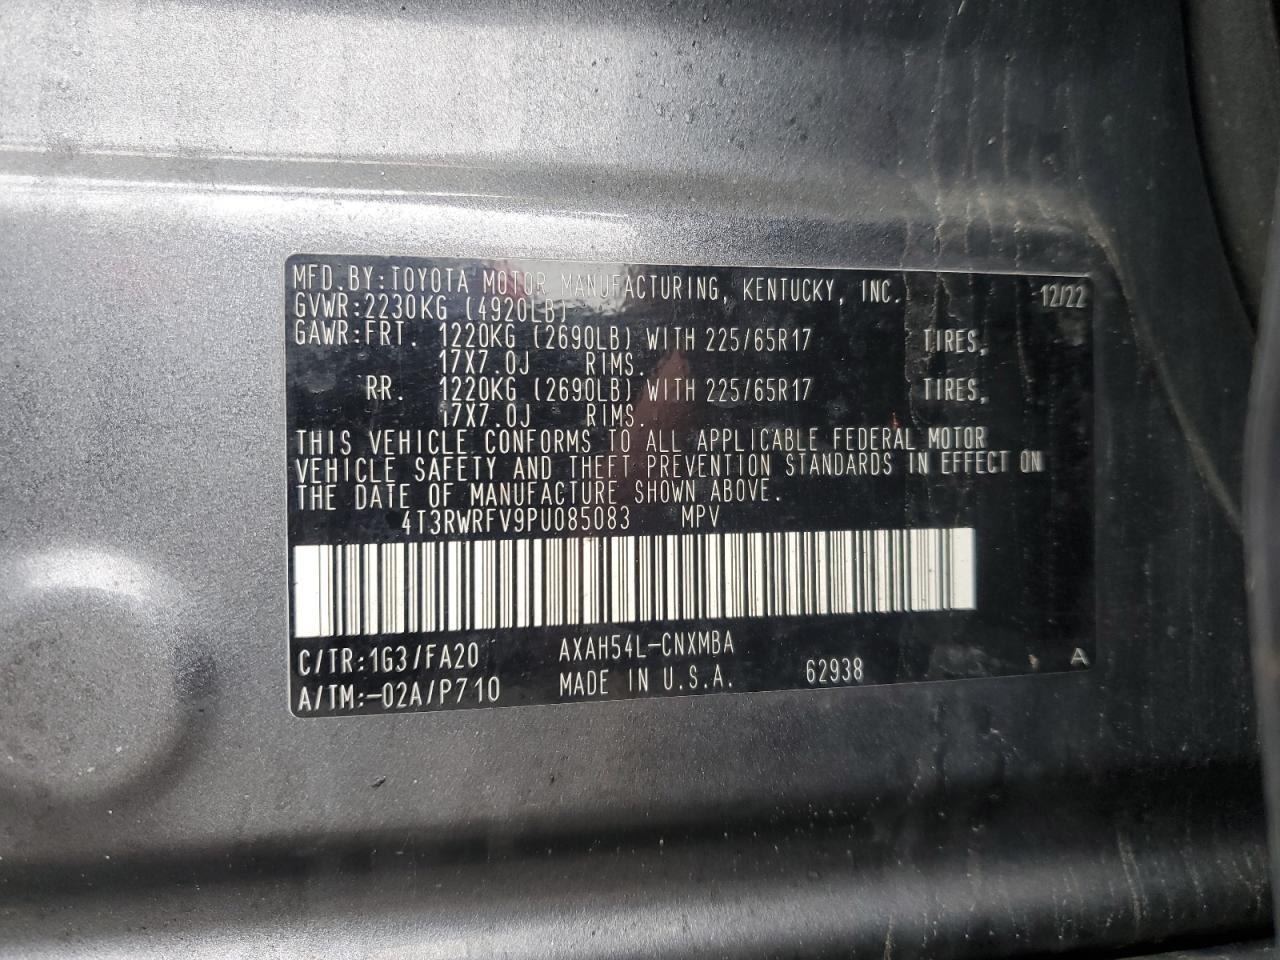 MFD.BY:TOYOTA MOTOR MANUFACTURING, KENTUCKY, INC. 12/22
GVWR:2230KG (4920LB)
GAWR:FRT. 1220KG (2690LB) WITH 225/65R17 TIRES,
17X7.0J RIMS.
RR. 1220KG (2690LB) WITH 225/65R17 TIRES,
17X7.0J RIMS.
THIS VEHICLE CONFORMS TO ALL APPLICABLE FEDERAL MOTOR
VEHICLE SAFETY AND THEFT PREVENTION STANDARDS IN EFFECT ON
THE DATE OF MANUFACTURE SHOWN ABOVE.
4T3RWRFV9PU085083 MPV
C/TR:1G3/FA20 AXAH54L-CNXMBA A
A/TM:-02A/P710 MADE IN U.S.A. 62938